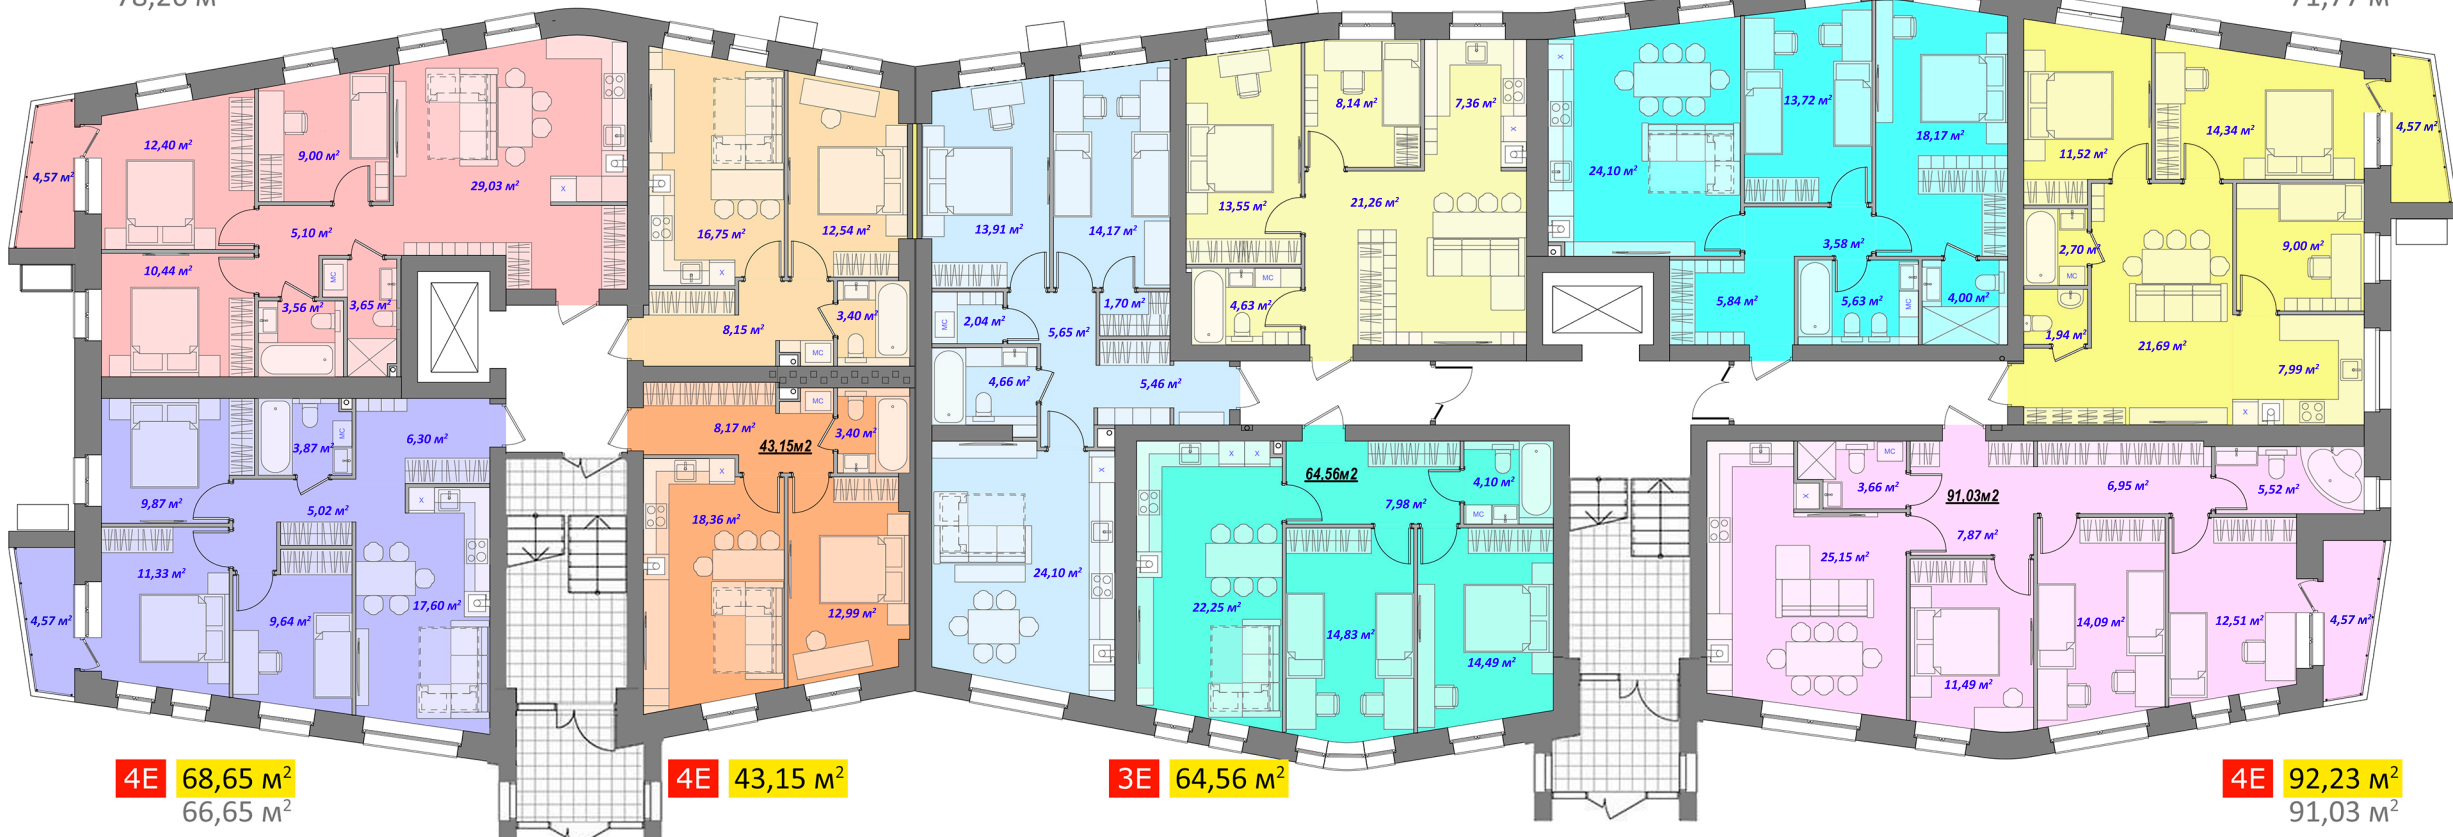 4,57 м²
12,40 м²
9,00 м²
29,03 м²
X
5,10 м²
10,44 м²
3,56 м²
MC
3,65 м²
16,75 м²
12,54 м²
X
8,15 м²
3,40 м²
MC
13,91 м²
14,17 м²
MC
2,04 м²
1,70 м²
5,65 м²
4,66 м²
5,46 м²
13,55 м²
8,14 м²
7,36 м²
X
21,26 м²
MC
4,63 м²
X
24,10 м²
13,72 м²
18,17 м²
3,58 м²
5,84 м²
5,63 м²
MC
4,00 м²
11,52 м²
14,34 м²
4,57 м²
2,70 м²
MC
9,00 м²
1,94 м²
21,69 м²
7,99 м²
X
9,87 м²
3,87 м²
MC
6,30 м²
X
5,02 м²
11,33 м²
4,57 м²
9,64 м²
17,60 м²
8,17 м²
43,15м2
MC
3,40 м²
X
18,36 м²
12,99 м²
X
24,10 м²
X
X
64,56м2
7,98 м²
4,10 м²
MC
22,25 м²
14,83 м²
14,49 м²
X
3,66 м²
MC
91,03м2
6,95 м²
5,52 м²
7,87 м²
25,15 м²
11,49 м²
14,09 м²
12,51 м²
4,57 м²
4Е 68,65 м²
66,65 м²
4Е 43,15 м²
3Е 64,56 м²
4Е 92,23 м²
91,03 м²